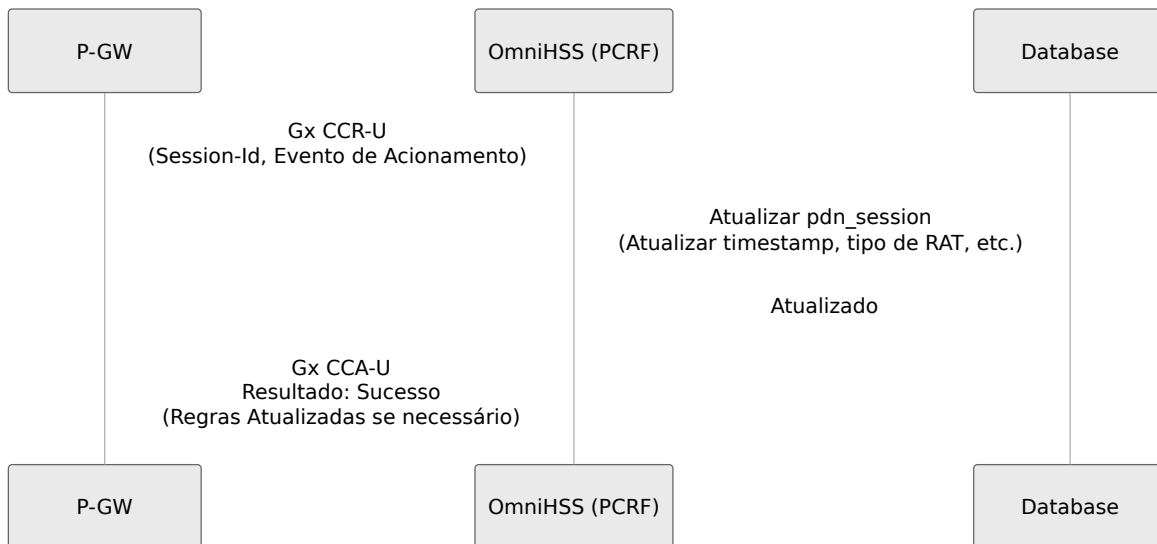 P-GW
OmniHSS (PCRF)
Database
Gx CCR-U
(Session-Id, Evento de Acionamento)
Atualizar pdn_session
(Atualizar timestamp, tipo de RAT, etc.)
Atualizado
Gx CCA-U
Resultado: Sucesso
(Regras Atualizadas se necessário)
P-GW
OmniHSS (PCRF)
Database